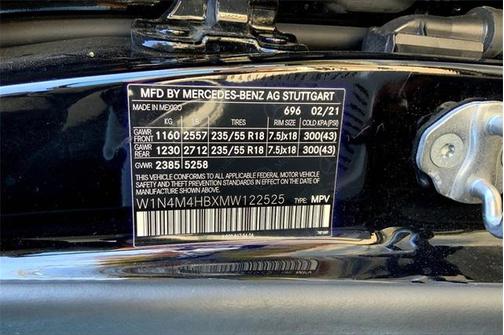 MFD BY MERCEDES-BENZ AG STUTTGART
MADE IN MEXICO 696 02/21
KG LB TIRE SIZE RIM SIZE COLD KPA (PSI)
GAWR FRONT 1160 2557 235/55 R18 7.5Jx18 300(43)
GAWR REAR 1230 2712 235/55 R18 7.5Jx18 300(43)
GVWR 2385 5258
THIS VEHICLE CONFORMS TO ALL APPLICABLE FEDERAL MOTOR VEHICLE
SAFETY, BUMPER, AND THEFT PREVENTION STANDARDS IN EFFECT ON THE DATE OF
MANUFACTURE SHOWN ABOVE.
W1N4M4HBXMW122525 TYPE: MPV